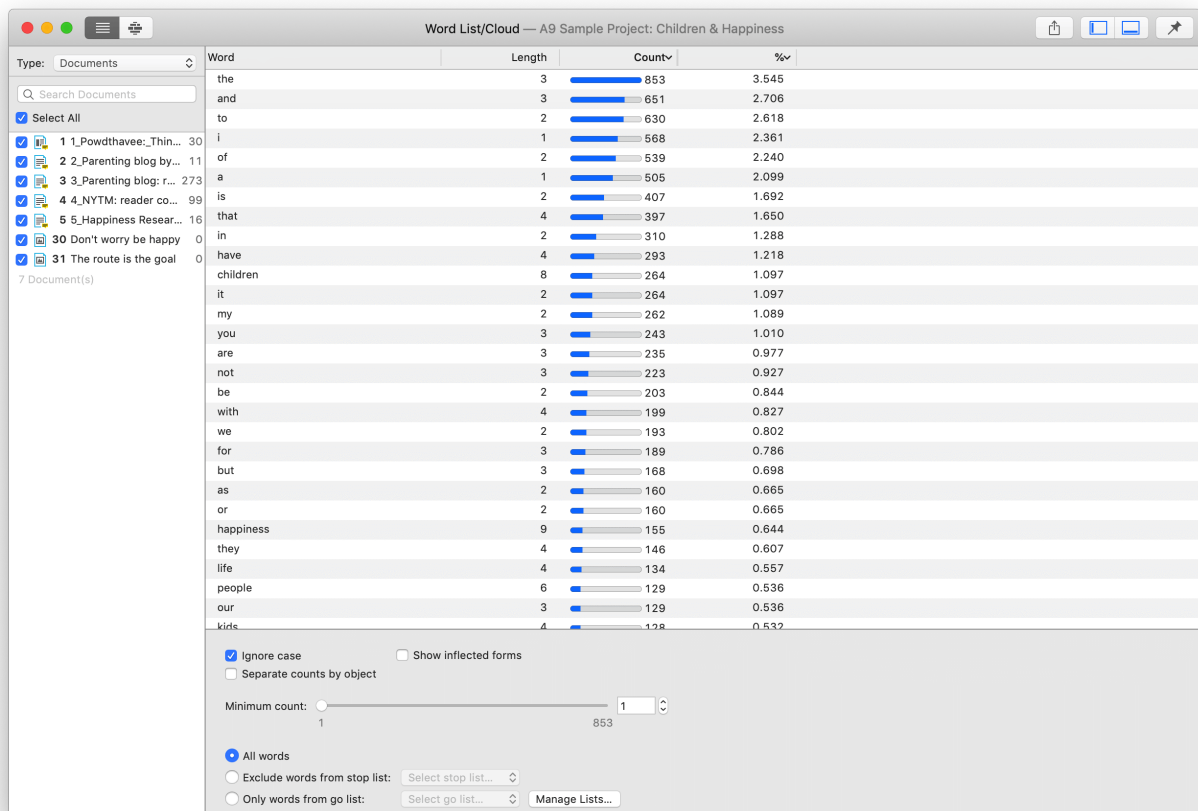 Word List/Cloud — A9 Sample Project: Children & Happiness
Type: Documents
Search Documents
Select All
1 1_Powdthavee:_Thin... 30
2 2_Parenting blog by... 11
3 3_Parenting blog: r... 273
4 4_NYTM: reader co... 99
5 5_Happiness Resear... 16
30 Don't worry be happy 0
31 The route is the goal 0
7 Document(s)
Word Length Count %
the 3 853 3.545
and 3 651 2.706
to 2 630 2.618
i 1 568 2.361
of 2 539 2.240
a 1 505 2.099
is 2 407 1.692
that 4 397 1.650
in 2 310 1.288
have 4 293 1.218
children 8 264 1.097
it 2 264 1.097
my 2 262 1.089
you 3 243 1.010
are 3 235 0.977
not 3 223 0.927
be 2 203 0.844
with 4 199 0.827
we 2 193 0.802
for 3 189 0.786
but 3 168 0.698
as 2 160 0.665
or 2 160 0.665
happiness 9 155 0.644
they 4 146 0.607
life 4 134 0.557
people 6 129 0.536
our 3 129 0.536
kids 4 128 0.532
Ignore case Show inflected forms
Separate counts by object
Minimum count: 1
1 853
All words
Exclude words from stop list: Select stop list...
Only words from go list: Select go list... Manage Lists...